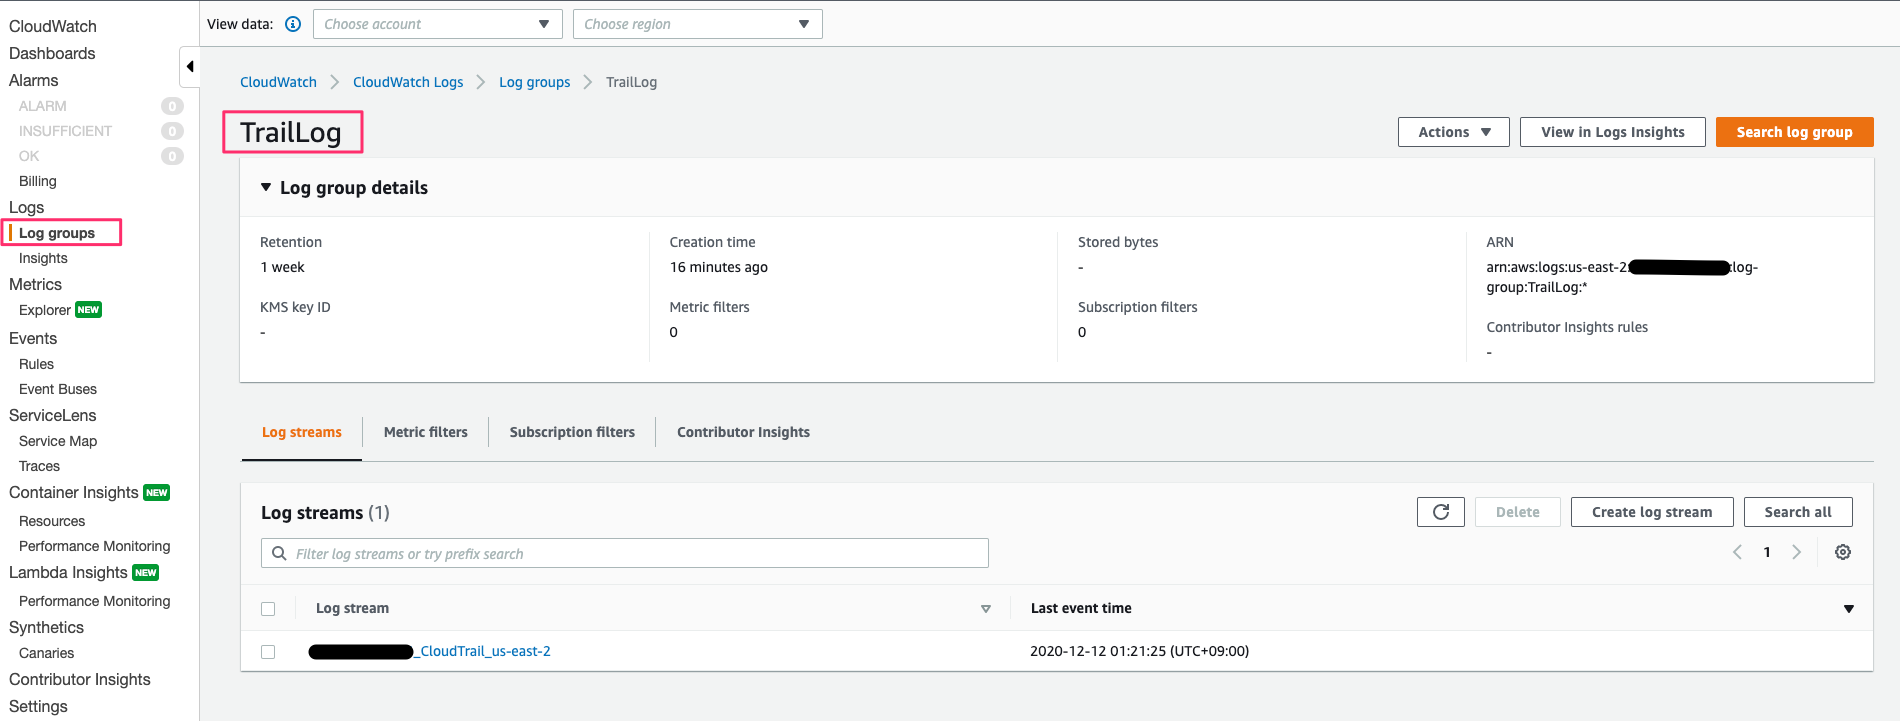 View data:
Choose account
Choose region
CloudWatch
Dashboards
Alarms
ALARM 0
INSUFFICIENT 0
OK 0
Billing
Logs
Log groups
Insights
Metrics
Explorer NEW
Events
Rules
Event Buses
ServiceLens
Service Map
Traces
Container Insights NEW
Resources
Performance Monitoring
Lambda Insights NEW
Performance Monitoring
Synthetics
Canaries
Contributor Insights
Settings
CloudWatch CloudWatch Logs Log groups TrailLog
TrailLog
Actions View in Logs Insights Search log group
Log group details
Retention
1 week
KMS key ID
-
Creation time
16 minutes ago
Metric filters
0
Stored bytes
-
Subscription filters
0
ARN
arn:aws:logs:us-east-2: :log-
group:TrailLog:*
Contributor Insights rules
-
Log streams Metric filters Subscription filters Contributor Insights
Log streams (1)
Delete Create log stream Search all
Filter log streams or try prefix search
1
Log stream Last event time
_CloudTrail_us-east-2 2020-12-12 01:21:25 (UTC+09:00)